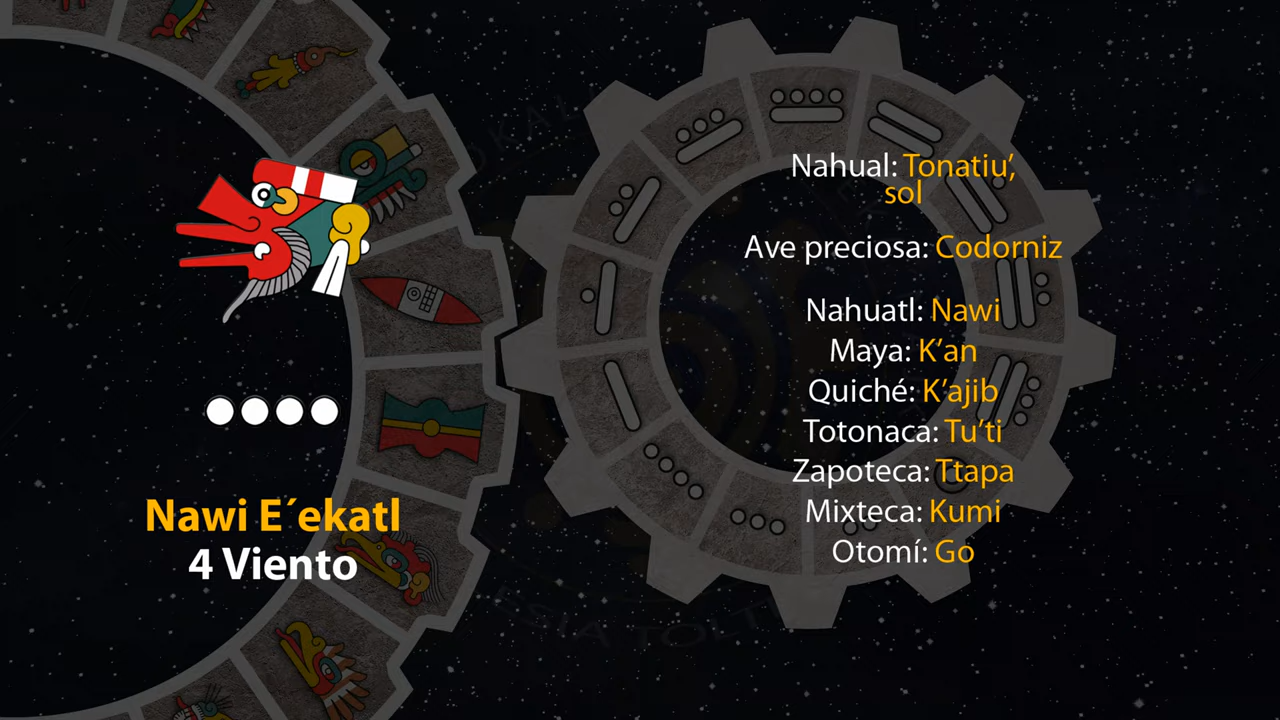 Nawi E´ekatl
4 Viento
Nahual: Tonatiu’,
sol
Ave preciosa: Codorniz
Nahuatl: Nawi
Maya: K’an
Quiché: K’ajib
Totonaca: Tu’ti
Zapoteca: Ttapa
Mixteca: Kumi
Otomí: Go